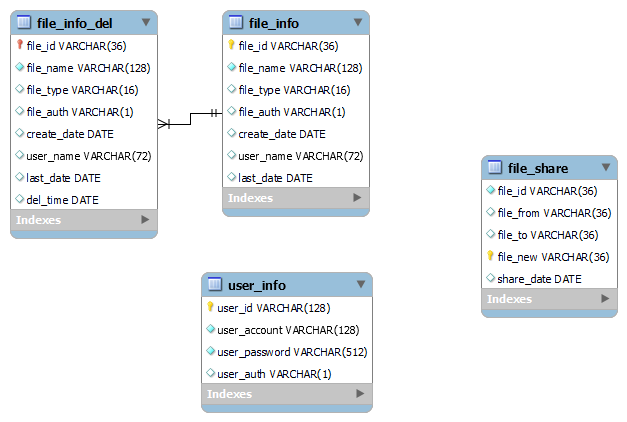 file_info_del
file_id VARCHAR(36)
file_name VARCHAR(128)
file_type VARCHAR(16)
file_auth VARCHAR(1)
create_date DATE
user_name VARCHAR(72)
last_date DATE
del_time DATE
Indexes
file_info
file_id VARCHAR(36)
file_name VARCHAR(128)
file_type VARCHAR(16)
file_auth VARCHAR(1)
create_date DATE
user_name VARCHAR(72)
last_date DATE
Indexes
file_share
file_id VARCHAR(36)
file_from VARCHAR(36)
file_to VARCHAR(36)
file_new VARCHAR(36)
share_date DATE
Indexes
user_info
user_id VARCHAR(128)
user_account VARCHAR(128)
user_password VARCHAR(512)
user_auth VARCHAR(1)
Indexes